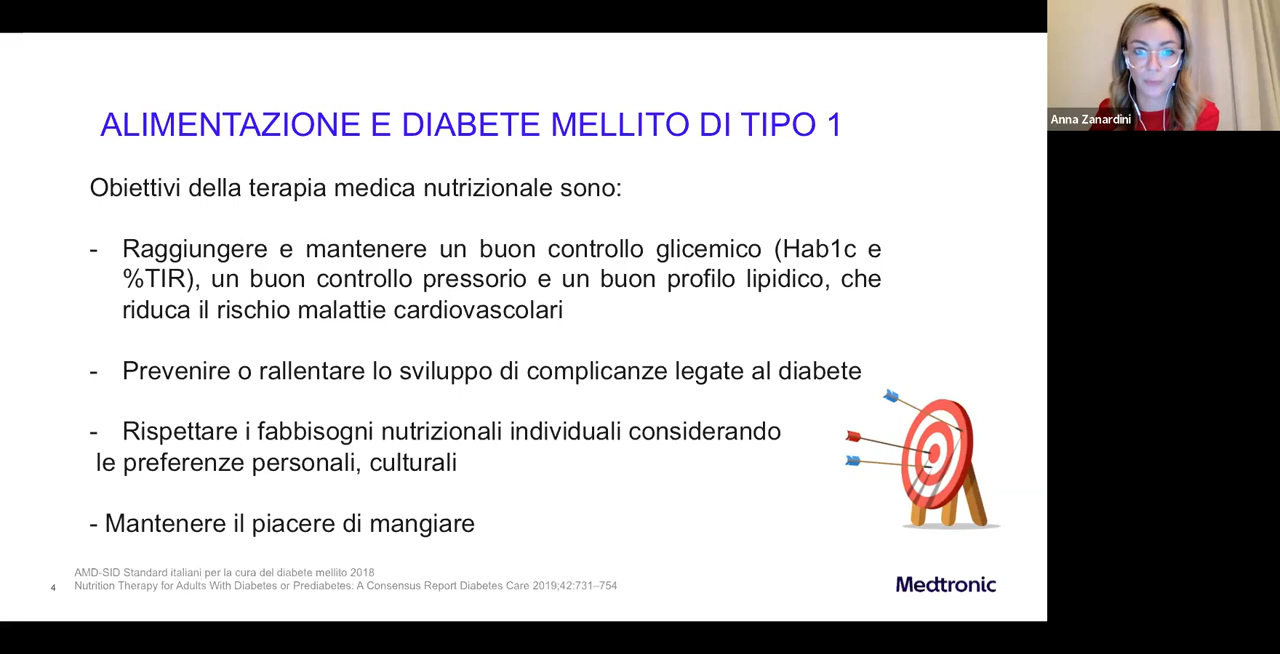 ALIMENTAZIONE E DIABETE MELLITO DI TIPO 1
Obiettivi della terapia medica nutrizionale sono:
- Raggiungere e mantenere un buon controllo glicemico (Hab1c e
%TIR), un buon controllo pressorio e un buon profilo lipidico, che
riduca il rischio malattie cardiovascolari
- Prevenire o rallentare lo sviluppo di complicanze legate al diabete
- Rispettare i fabbisogni nutrizionali individuali considerando
le preferenze personali, culturali
- Mantenere il piacere di mangiare
AMD-SID Standard italiani per la cura del diabete mellito 2018
Nutrition Therapy for Adults With Diabetes or Prediabetes: A Consensus Report Diabetes Care 2019;42:731–754
4
Medtronic
Anna Zanardini